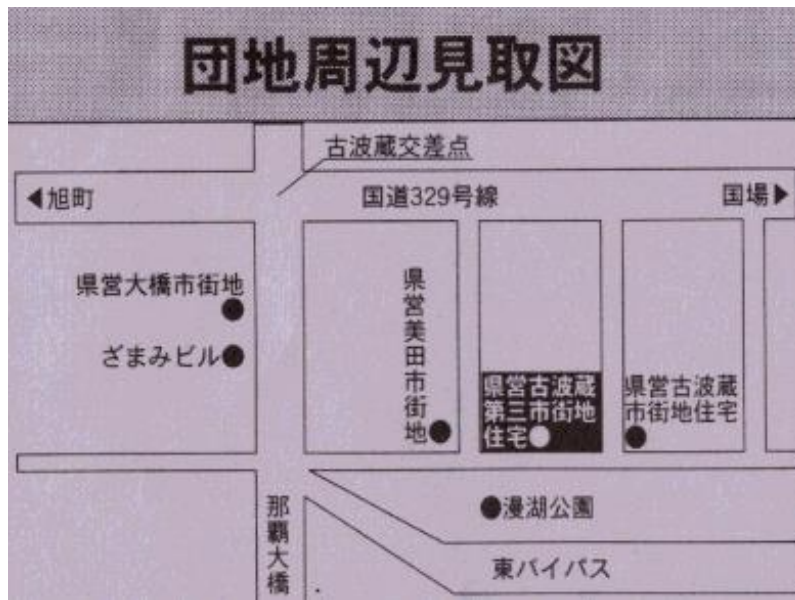 団地周辺見取図
古波蔵交差点
◀旭町
国道329号線
国場▶
県営大橋市街地
ざまみビル
県営美田市街地
県営古波蔵
第三市街地
住宅
県営古波蔵
市街地住宅
漫湖公園
那覇大橋
東バイパス